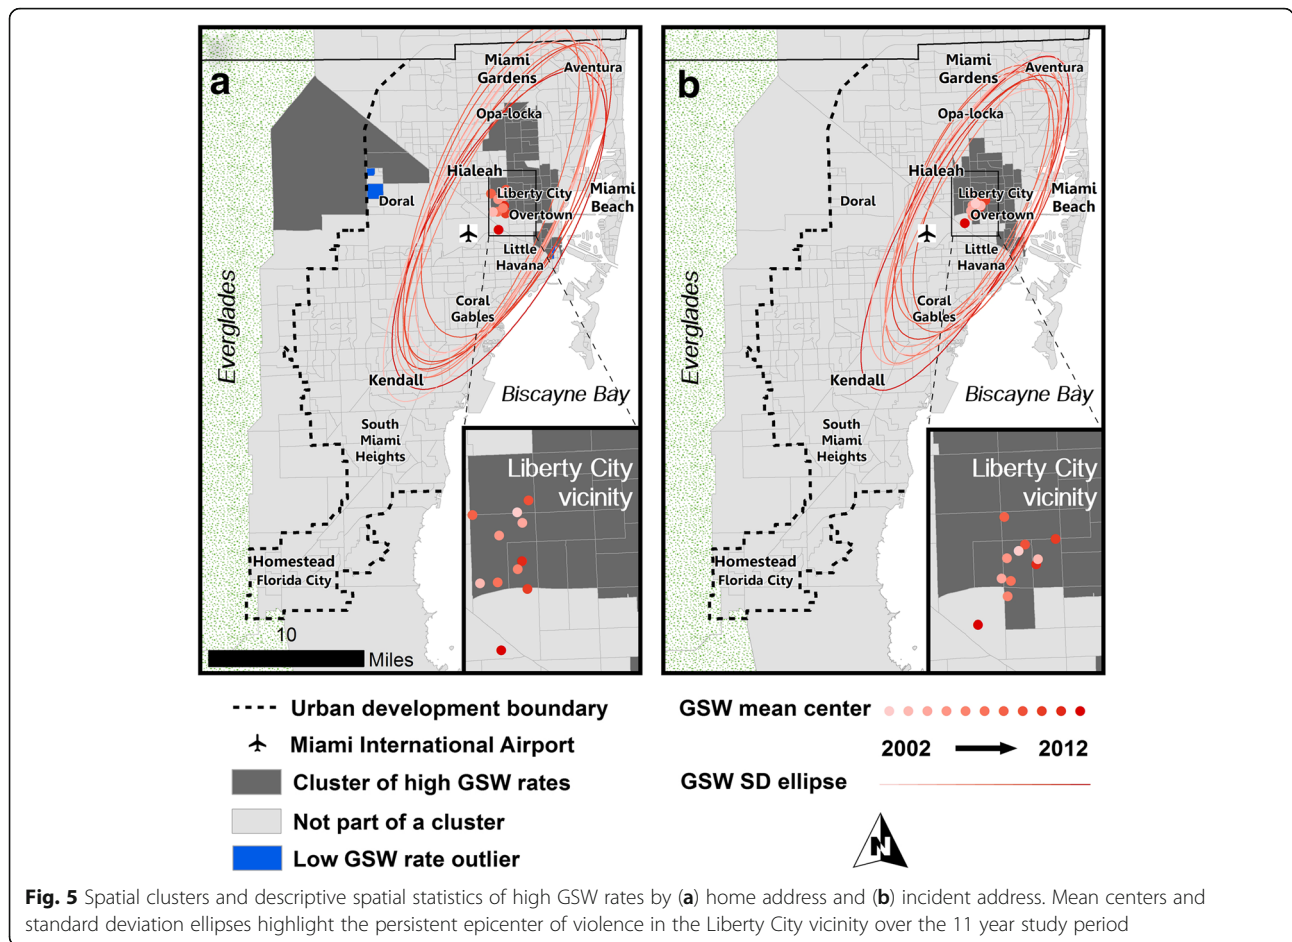 a
Miami
Gardens
Aventura
Opa-locka
Hialeah
Liberty City
Miami
Beach
Doral
Overtown
Little
Havana
Everglades
Coral
Gables
Kendall
Biscayne Bay
South
Miami
Heights
Liberty City
vicinity
Homestead
Florida City
10
Miles
b
Miami
Gardens
Aventura
Opa-locka
Hialeah
Liberty City
Miami
Beach
Doral
Overtown
Little
Havana
Everglades
Coral
Gables
Kendall
Biscayne Bay
South
Miami
Heights
Liberty City
vicinity
Homestead
Florida City
Urban development boundary
Miami International Airport
Cluster of high GSW rates
Not part of a cluster
Low GSW rate outlier
GSW mean center
2002 2012
GSW SD ellipse
N
Fig. 5 Spatial clusters and descriptive spatial statistics of high GSW rates by (a) home address and (b) incident address. Mean centers and
standard deviation ellipses highlight the persistent epicenter of violence in the Liberty City vicinity over the 11 year study period